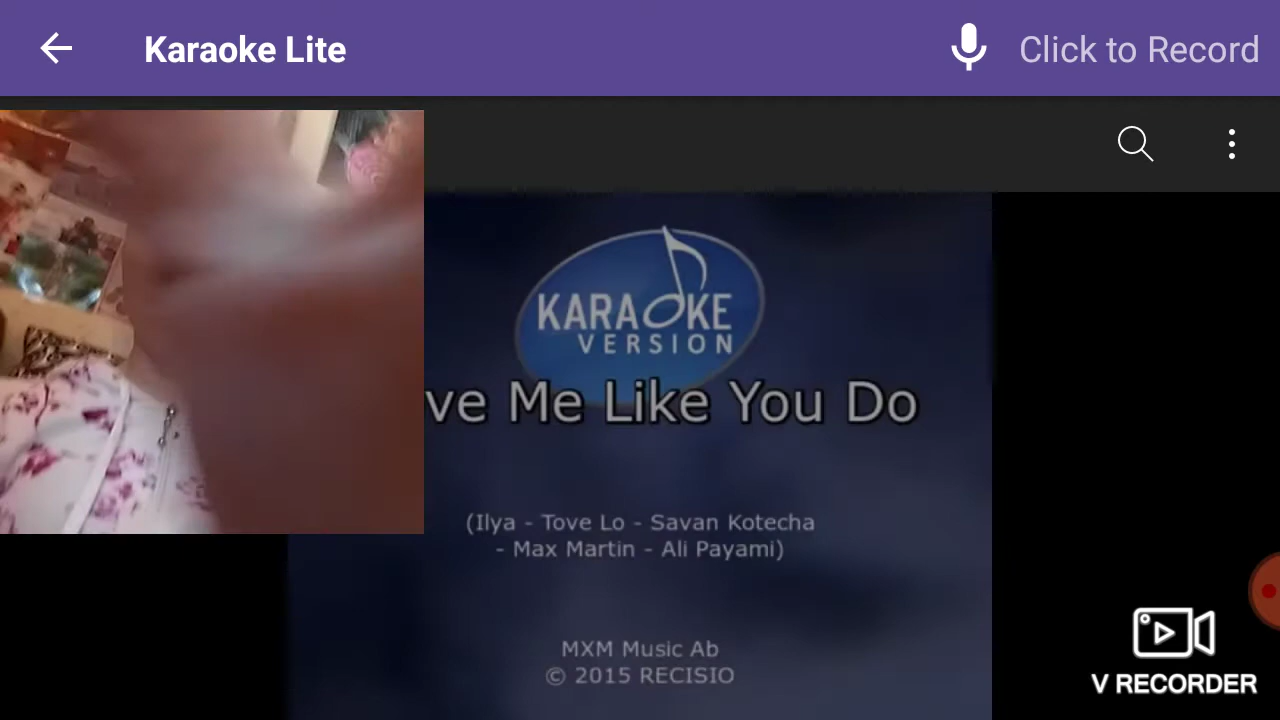 Karaoke Lite
Click to Record
KARAOKE
VERSION
ve Me Like You Do
(Ilya - Tove Lo - Savan Kotecha
- Max Martin - Ali Payami)
MXM Music Ab
© 2015 RECISIO
V RECORDER